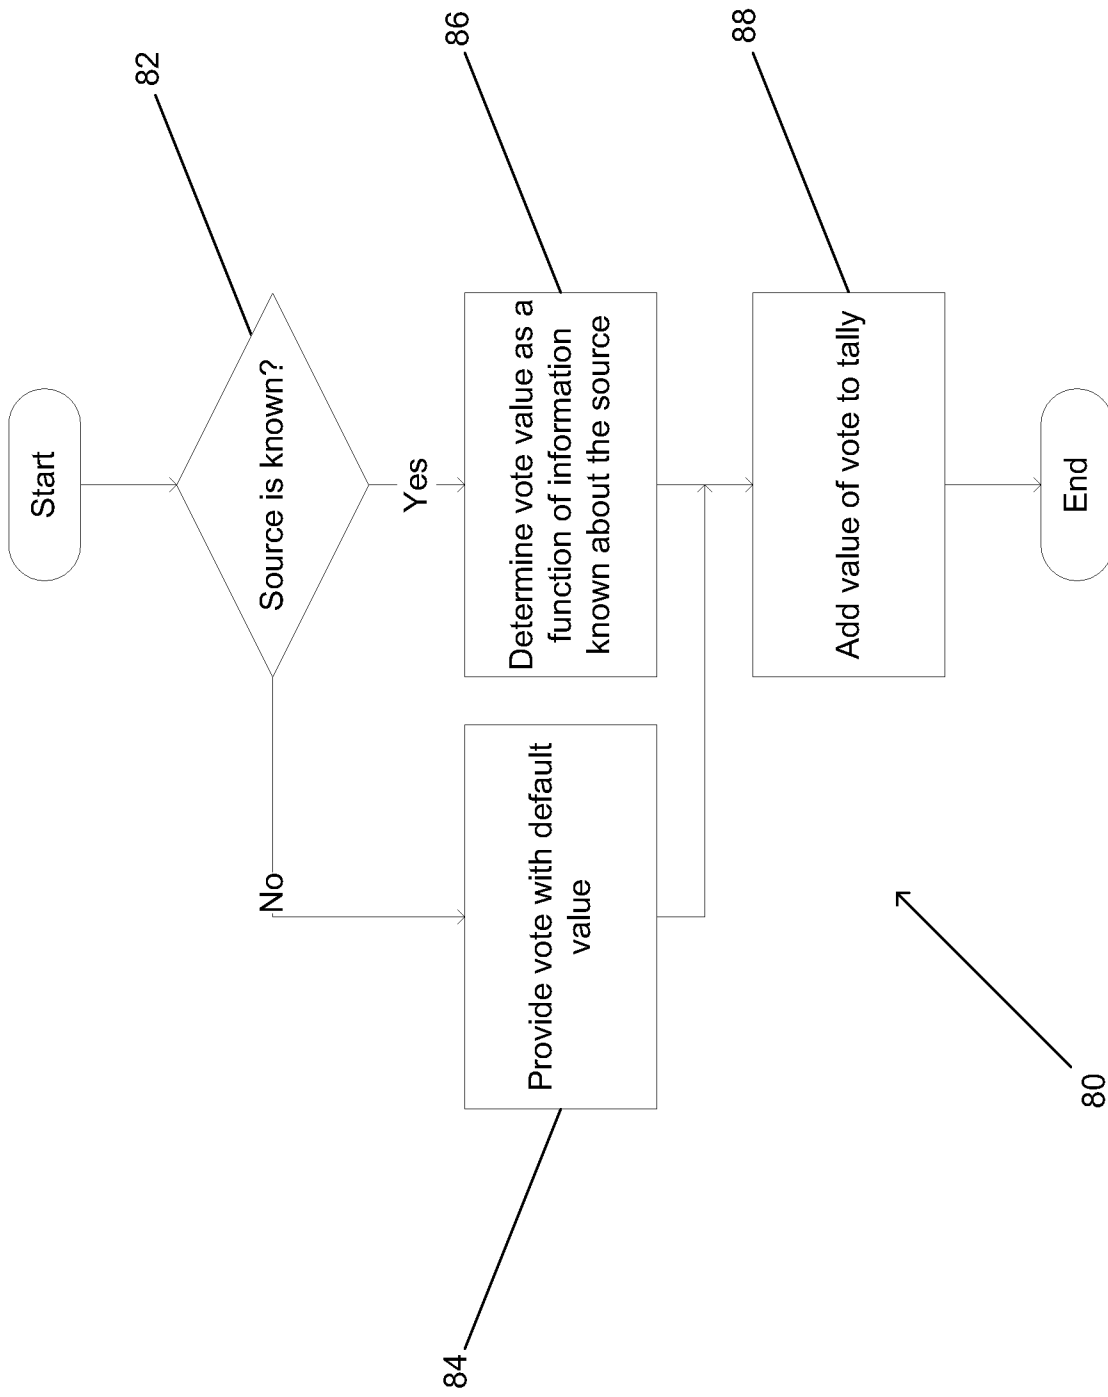 Start
82
Source is known?
No
Yes
84
Provide vote with default
value
86
Determine vote value as a
function of information
known about the source
88
Add value of vote to tally
80
End